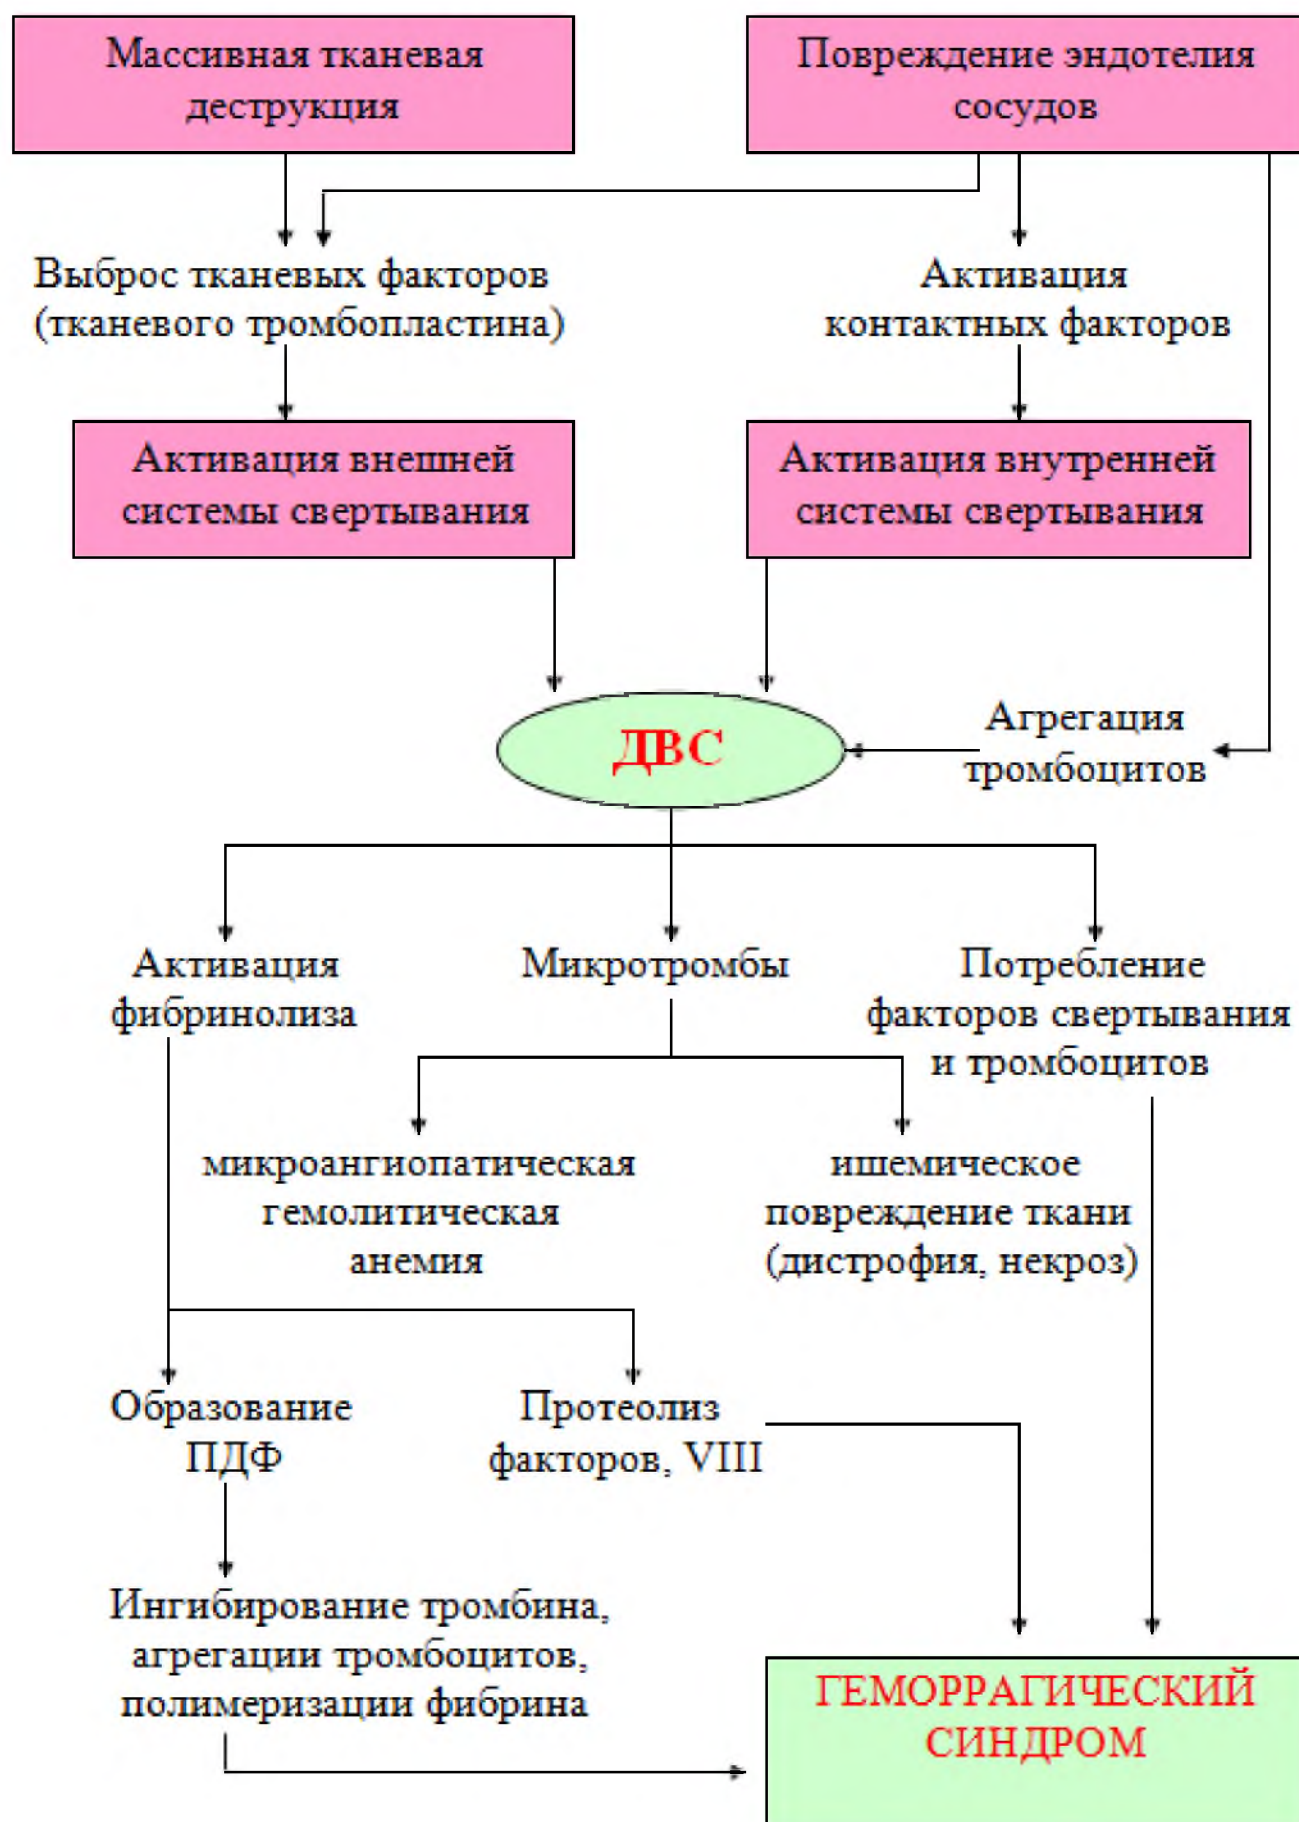 Массивная тканевая
деструкция
Повреждение эндотелия
сосудов
Выброс тканевых факторов
(тканевого тромбопластина)
Активация
контактных факторов
Активация внешней
системы свертывания
Активация внутренней
системы свертывания
ДВС
Агрегация
тромбоцитов
Активация
фибринолиза
Микротромбы
Потребление
факторов свертывания
и тромбоцитов
микроангиопатическая
гемолитическая
анемия
ишемическое
повреждение ткани
(дистрофия, некроз)
Образование
ПДФ
Протеолиз
факторов, VIII
Ингибирование тромбина,
агрегации тромбоцитов,
полимеризации фибрина
ГЕМОРРАГИЧЕСКИЙ
СИНДРОМ